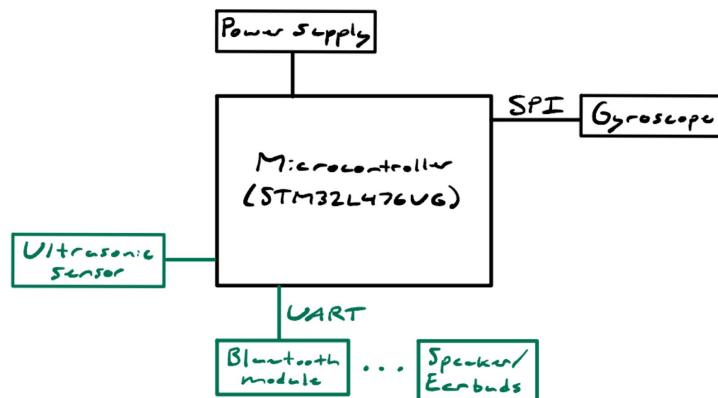 Power Supply
SPI
Gyroscope
Microcontroller
(STM32L476VG)
Ultrasonic
sensor
UART
Bluetooth
module
...
Speaker/
Earbuds